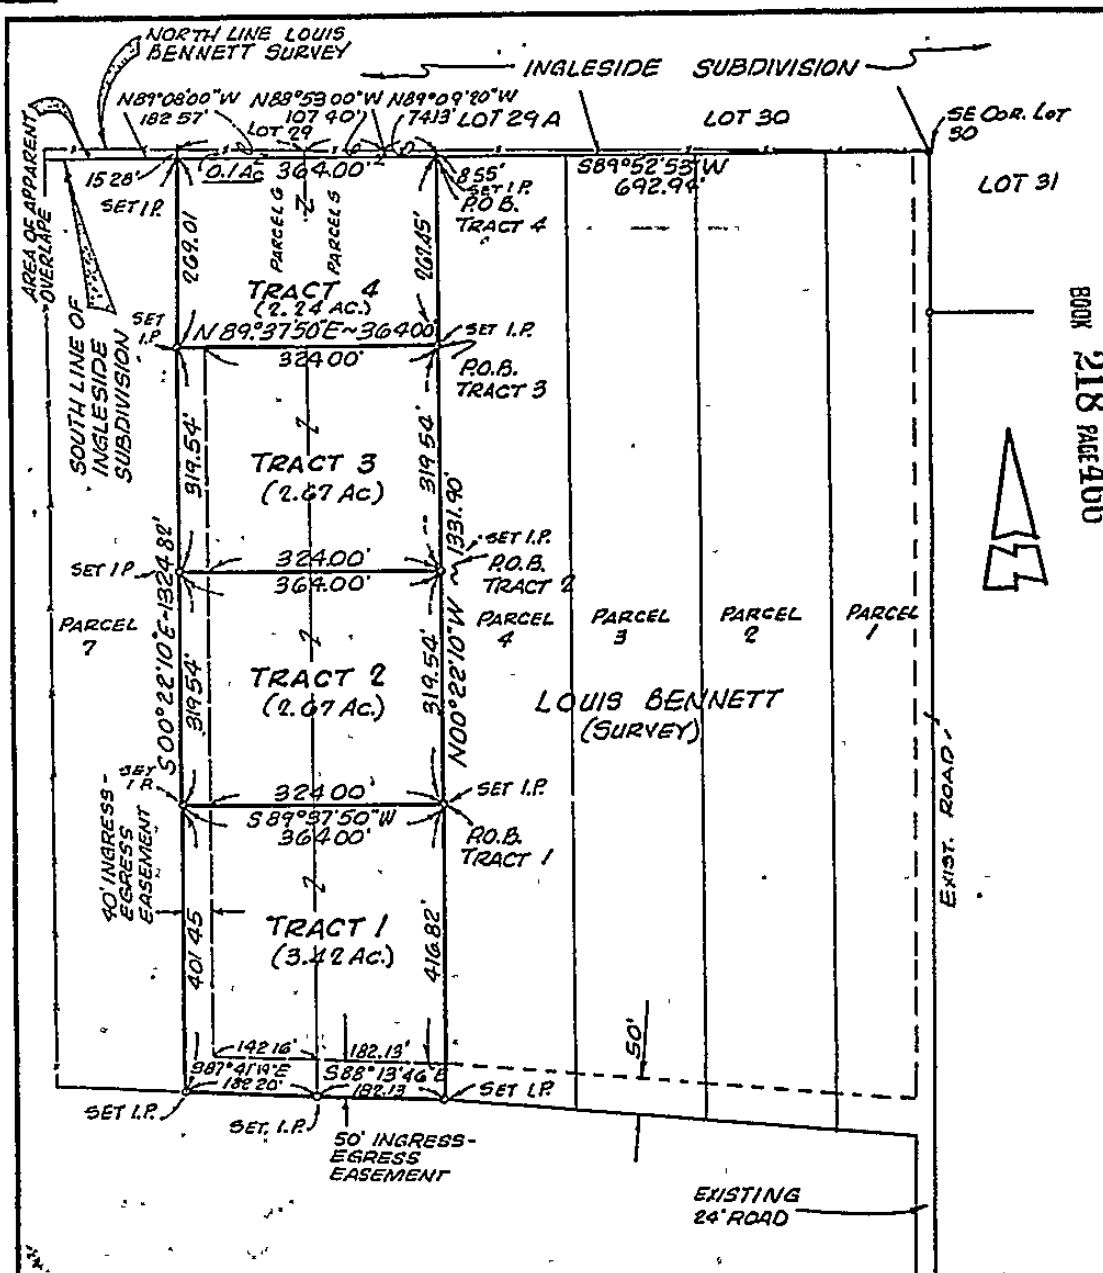 NORTH LINE LOUIS
BENNETT SURVEY
INGLESIDE SUBDIVISION
N89°08'00"W
182.57'
N88°53'00"W
107.40'
N89°09'20"W
74.13'
LOT 29
LOT 29A
LOT 30
SE COR. LOT
30
LOT 31
AREA OF APPARENT
OVERLAPE
15.28'
SET I.P.
0.1 AC
364.00'
8.55'
SET I.P.
P.O.B.
TRACT 4
S89°52'53"W
692.94'
269.01
PARCEL 6
PARCEL 5
267.45'
TRACT 4
(2.24 AC.)
SET
I.P.
N 89°37'50"E~364.00'
324.00'
SET I.P.
P.O.B.
TRACT 3
SOUTH LINE OF
INGLESIDE
SUBDIVISION
BOOK 218 PAGE 400
319.54'
TRACT 3
(2.67 AC)
319.54'
S00°22'10"E-1324.82'
N00°22'10"W ~ 1331.90'
SET I.P.
324.00'
364.00'
SET I.P.
P.O.B.
TRACT 2
PARCEL
7
PARCEL
4
PARCEL
3
PARCEL
2
PARCEL
1
319.54'
TRACT 2
(2.67 AC.)
319.54'
LOUIS BENNETT
(SURVEY)
SET
I.P.
324.00'
S89°37'50"W
364.00'
SET I.P.
P.O.B.
TRACT 1
EXIST. ROAD
40' INGRESS-
EGRESS
EASEMENT
401.45
TRACT 1
(3.42 AC.)
416.82'
50'
142.16'
182.13'
S87°41'19"E
182.20'
S88°13'46"E
182.13
SET I.P.
SET. I.P.
SET I.P.
50' INGRESS-
EGRESS
EASEMENT
EXISTING
24' ROAD